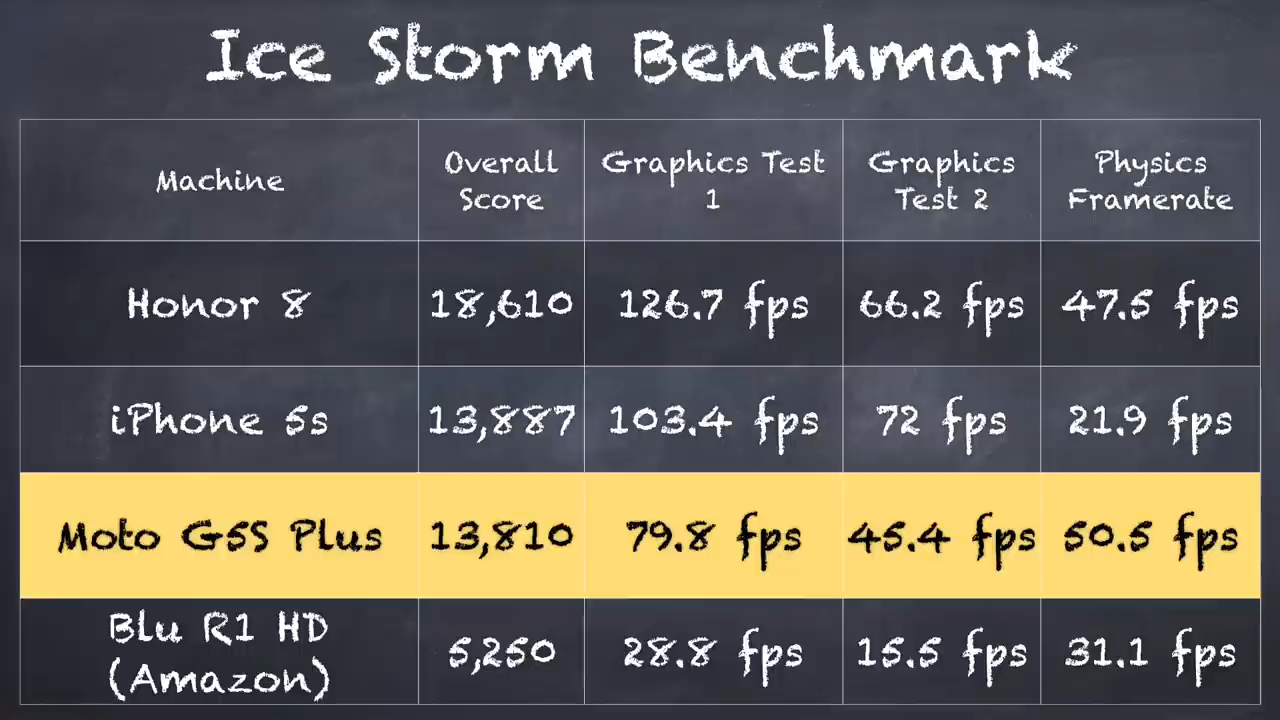 Ice Storm Benchmark
Machine
Overall
Score
Graphics Test
1
Graphics
Test 2
Physics
Framerate
Honor 8
18,610
126.7 fps
66.2 fps
47.5 fps
iPhone 5s
13,887
103.4 fps
72 fps
21.9 fps
Moto G5S Plus
13,810
79.8 fps
45.4 fps
50.5 fps
Blu R1 HD
(Amazon)
5,250
28.8 fps
15.5 fps
31.1 fps